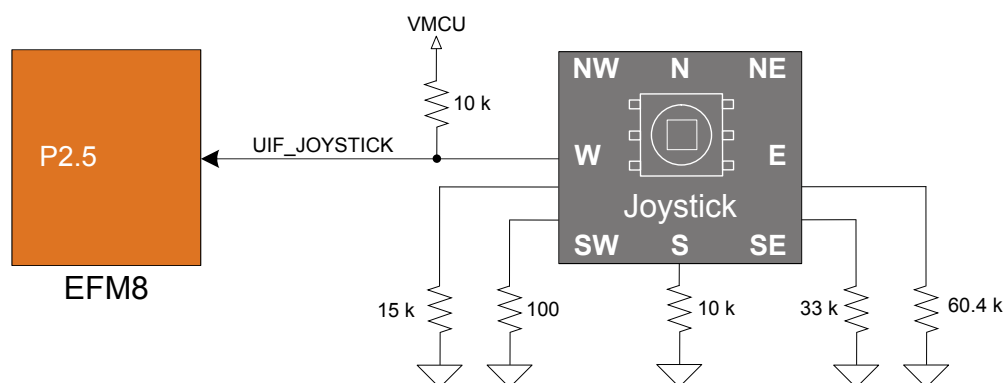 VMCU
NW N NE
10 k
P2.5
UIF_JOYSTICK
W E
Joystick
SW S SE
EFM8
15 k 100 10 k 33 k 60.4 k